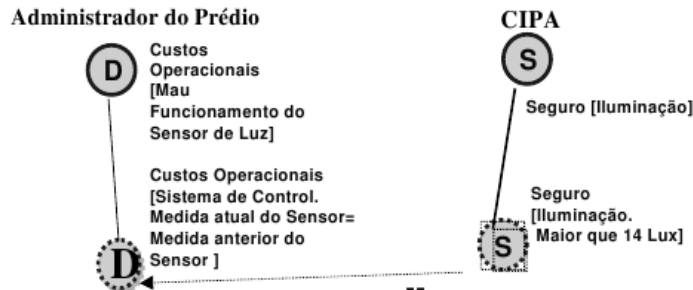 Administrador do Prédio
D
Custos
Operacionais
[Mau
Funcionamento do
Sensor de Luz]
Custos Operacionais
[Sistema de Control.
Medida atual do Sensor=
Medida anterior do
Sensor ]
D
CIPA
S
Seguro [Iluminação]
Seguro
[Iluminação.
Maior que 14 Lux]
S
--